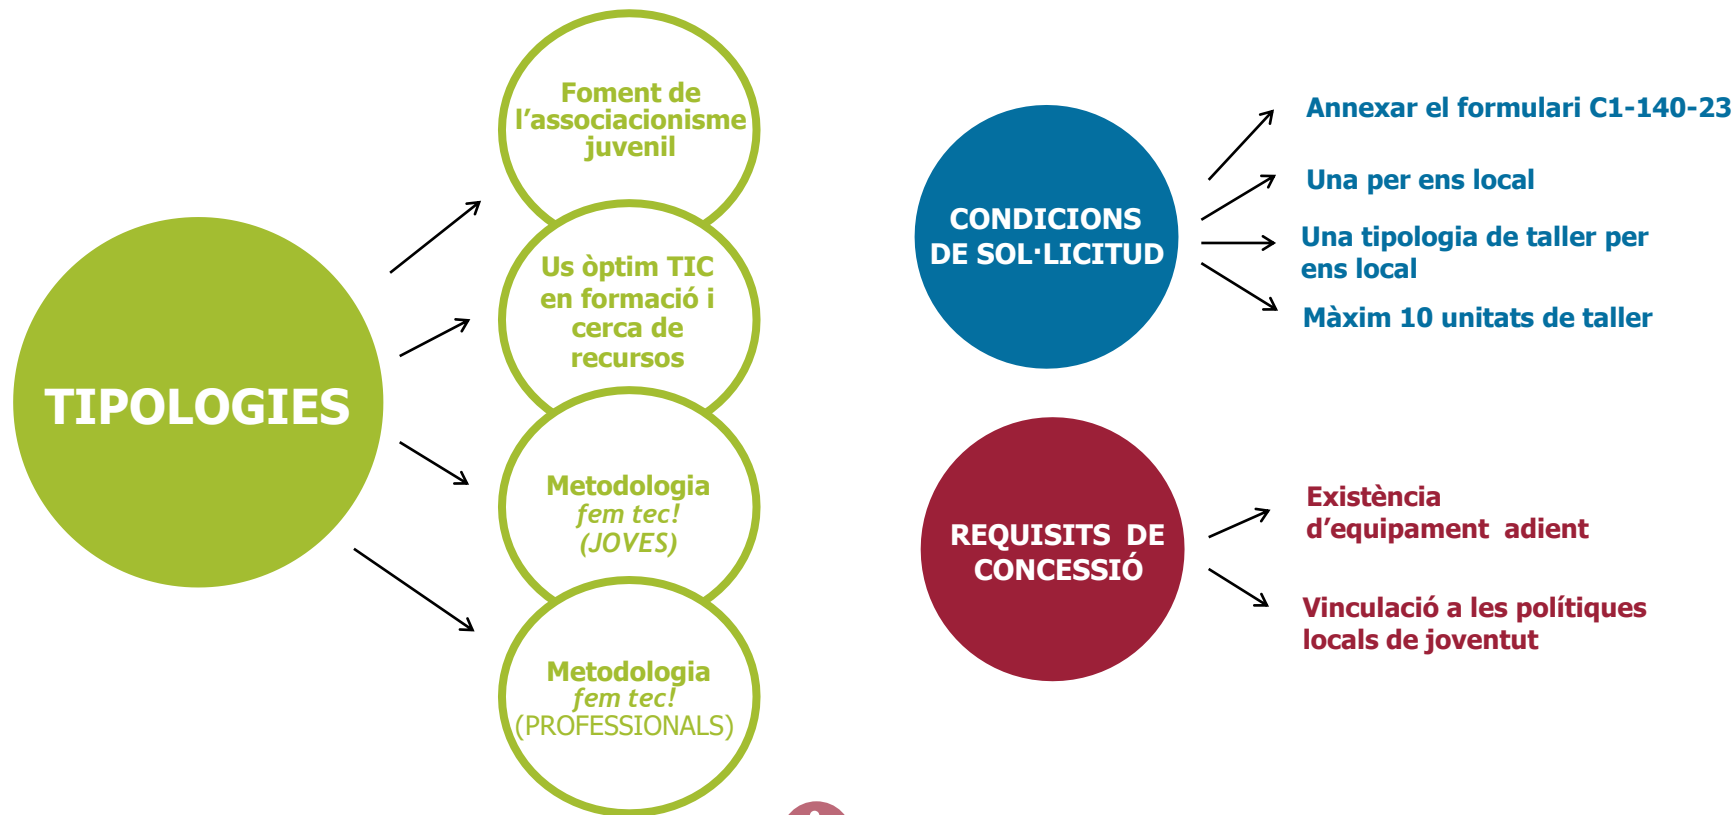 TIPOLOGIES
Foment de
l’associacionisme
juvenil
Us òptim TIC
en formació i
cerca de
recursos
Metodologia
fem tec!
(JOVES)
Metodologia
fem tec!
(PROFESSIONALS)
CONDICIONS
DE SOL·LICITUD
Annexar el formulari C1-140-23
Una per ens local
Una tipologia de taller per
ens local
Màxim 10 unitats de taller
REQUISITS DE
CONCESSIÓ
Existència
d’equipament adient
Vinculació a les polítiques
locals de joventut